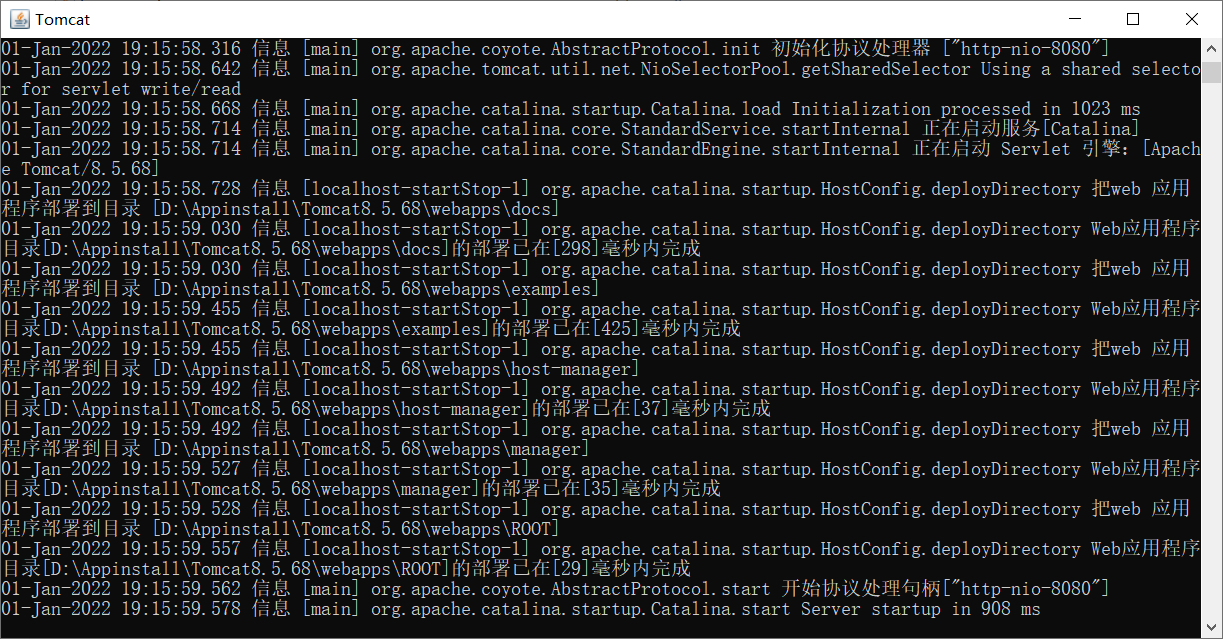 Tomcat
01-Jan-2022 19:15:58.316 信息 [main] org.apache.coyote.AbstractProtocol.init 初始化协议处理器 ["http-nio-8080"]
01-Jan-2022 19:15:58.642 信息 [main] org.apache.tomcat.util.net.NioSelectorPool.getSharedSelector Using a shared selecto
r for servlet write/read
01-Jan-2022 19:15:58.668 信息 [main] org.apache.catalina.startup.Catalina.load Initialization processed in 1023 ms
01-Jan-2022 19:15:58.714 信息 [main] org.apache.catalina.core.StandardService.startInternal 正在启动服务[Catalina]
01-Jan-2022 19:15:58.714 信息 [main] org.apache.catalina.core.StandardEngine.startInternal 正在启动 Servlet 引擎：[Apach
e Tomcat/8.5.68]
01-Jan-2022 19:15:58.728 信息 [localhost-startStop-1] org.apache.catalina.startup.HostConfig.deployDirectory 把web 应用
程序部署到目录 [D:\Appinstall\Tomcat8.5.68\webapps\docs]
01-Jan-2022 19:15:59.030 信息 [localhost-startStop-1] org.apache.catalina.startup.HostConfig.deployDirectory Web应用程序
目录[D:\Appinstall\Tomcat8.5.68\webapps\docs]的部署已在[298]毫秒内完成
01-Jan-2022 19:15:59.030 信息 [localhost-startStop-1] org.apache.catalina.startup.HostConfig.deployDirectory 把web 应用
程序部署到目录 [D:\Appinstall\Tomcat8.5.68\webapps\examples]
01-Jan-2022 19:15:59.455 信息 [localhost-startStop-1] org.apache.catalina.startup.HostConfig.deployDirectory Web应用程序
目录[D:\Appinstall\Tomcat8.5.68\webapps\examples]的部署已在[425]毫秒内完成
01-Jan-2022 19:15:59.455 信息 [localhost-startStop-1] org.apache.catalina.startup.HostConfig.deployDirectory 把web 应用
程序部署到目录 [D:\Appinstall\Tomcat8.5.68\webapps\host-manager]
01-Jan-2022 19:15:59.492 信息 [localhost-startStop-1] org.apache.catalina.startup.HostConfig.deployDirectory Web应用程序
目录[D:\Appinstall\Tomcat8.5.68\webapps\host-manager]的部署已在[37]毫秒内完成
01-Jan-2022 19:15:59.492 信息 [localhost-startStop-1] org.apache.catalina.startup.HostConfig.deployDirectory 把web 应用
程序部署到目录 [D:\Appinstall\Tomcat8.5.68\webapps\manager]
01-Jan-2022 19:15:59.527 信息 [localhost-startStop-1] org.apache.catalina.startup.HostConfig.deployDirectory Web应用程序
目录[D:\Appinstall\Tomcat8.5.68\webapps\manager]的部署已在[35]毫秒内完成
01-Jan-2022 19:15:59.528 信息 [localhost-startStop-1] org.apache.catalina.startup.HostConfig.deployDirectory 把web 应用
程序部署到目录 [D:\Appinstall\Tomcat8.5.68\webapps\ROOT]
01-Jan-2022 19:15:59.557 信息 [localhost-startStop-1] org.apache.catalina.startup.HostConfig.deployDirectory Web应用程序
目录[D:\Appinstall\Tomcat8.5.68\webapps\ROOT]的部署已在[29]毫秒内完成
01-Jan-2022 19:15:59.562 信息 [main] org.apache.coyote.AbstractProtocol.start 开始协议处理句柄["http-nio-8080"]
01-Jan-2022 19:15:59.578 信息 [main] org.apache.catalina.startup.Catalina.start Server startup in 908 ms